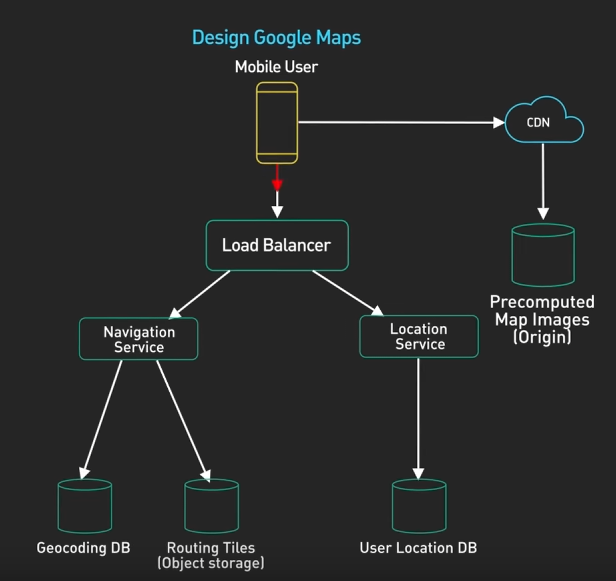 Design Google Maps
Mobile User
CDN
Load Balancer
Precomputed
Map Images
(Origin)
Navigation
Service
Location
Service
Geocoding DB
Routing Tiles
(Object storage)
User Location DB